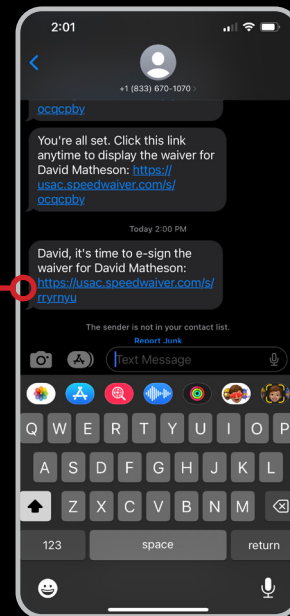 2:01
+1 (833) 670-1070 >
ocqcpby
You're all set. Click this link
anytime to display the waiver for
David Matheson: https://
usac.speedwaiver.com/s/
ocqcpby
Today 2:00 PM
David, it's time to e-sign the
waiver for David Matheson:
https://usac.speedwaiver.com/s/
rryrnyu
The sender is not in your contact list.
Report Junk
Text Message
Q W E R T Y U I O P
A S D F G H J K L
Z X C V B N M
123 space return